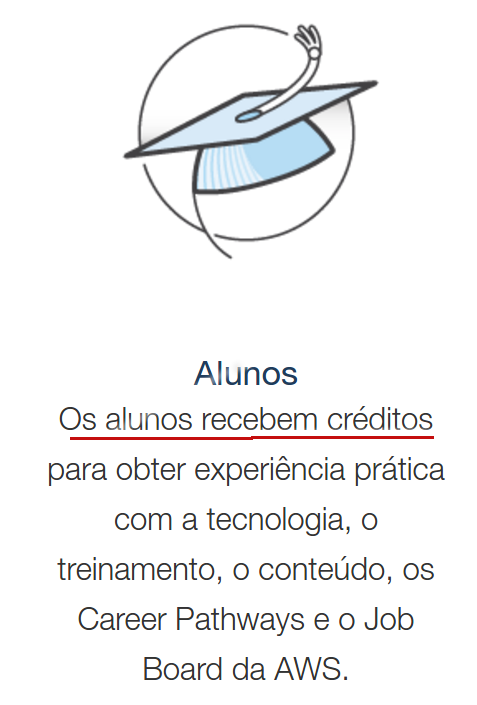 Alunos
Os alunos recebem créditos
para obter experiência prática
com a tecnologia, o
treinamento, o conteúdo, os
Career Pathways e o Job
Board da AWS.